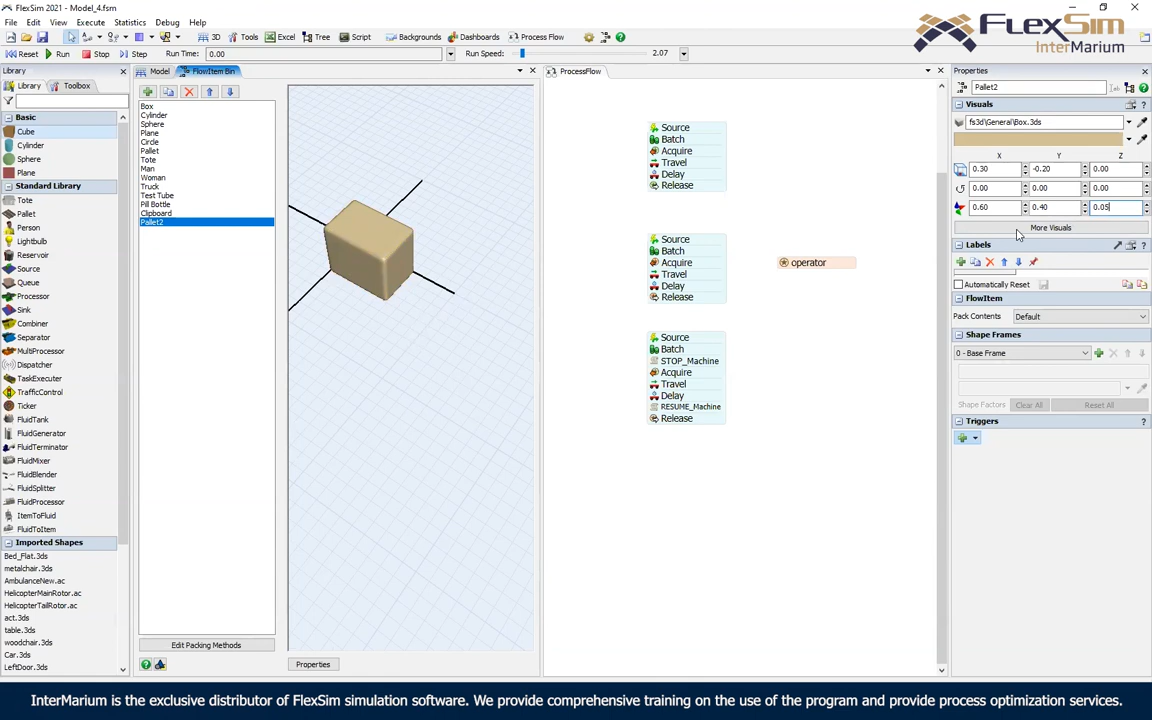 FlexSim 2021 - Model_4.fsm
File Edit View Execute Statistics Debug Help
3D Tools Excel Tree Script Backgrounds Dashboards Process Flow
Reset Run Stop Step Run Time: 0.00 Run Speed: 2.07
FlexSim
InterMarium
Library
Library Toolbox
Basic
Cube
Cylinder
Sphere
Plane
Standard Library
Tote
Pallet
Person
Lightbulb
Reservoir
Source
Queue
Processor
Sink
Combiner
Separator
MultiProcessor
Dispatcher
TaskExecuter
TrafficControl
Ticker
FluidTank
FluidGenerator
FluidTerminator
FluidMixer
FluidBlender
FluidSplitter
FluidProcessor
ItemToFluid
FluidToItem
Imported Shapes
Bed_Flat.3ds
metalchair.3ds
AmbulanceNew.ac
HelicopterMainRotor.ac
HelicopterTailRotor.ac
act.3ds
table.3ds
woodchair.3ds
Car.3ds
LeftDoor.3ds
Model FlowItem Bin
Box
Cylinder
Sphere
Plane
Circle
Pallet
Tote
Man
Woman
Truck
Test Tube
Pill Bottle
Clipboard
Pallet2
Edit Packing Methods
Properties
ProcessFlow
Source
Batch
Acquire
Travel
Delay
Release
Source
Batch
Acquire
Travel
Delay
Release
operator
Source
Batch
STOP_Machine
Acquire
Travel
Delay
RESUME_Machine
Release
Properties
Pallet2
Visuals
fs3d\General\Box.3ds
X Y Z
0.30 -0.20 0.00
0.00 0.00 0.00
0.60 0.40 0.05
More Visuals
Labels
Automatically Reset
FlowItem
Pack Contents Default
Shape Frames
0 - Base Frame
Shape Factors Clear All Reset All
Triggers
InterMarium is the exclusive distributor of FlexSim simulation software. We provide comprehensive training on the use of the program and provide process optimization services.